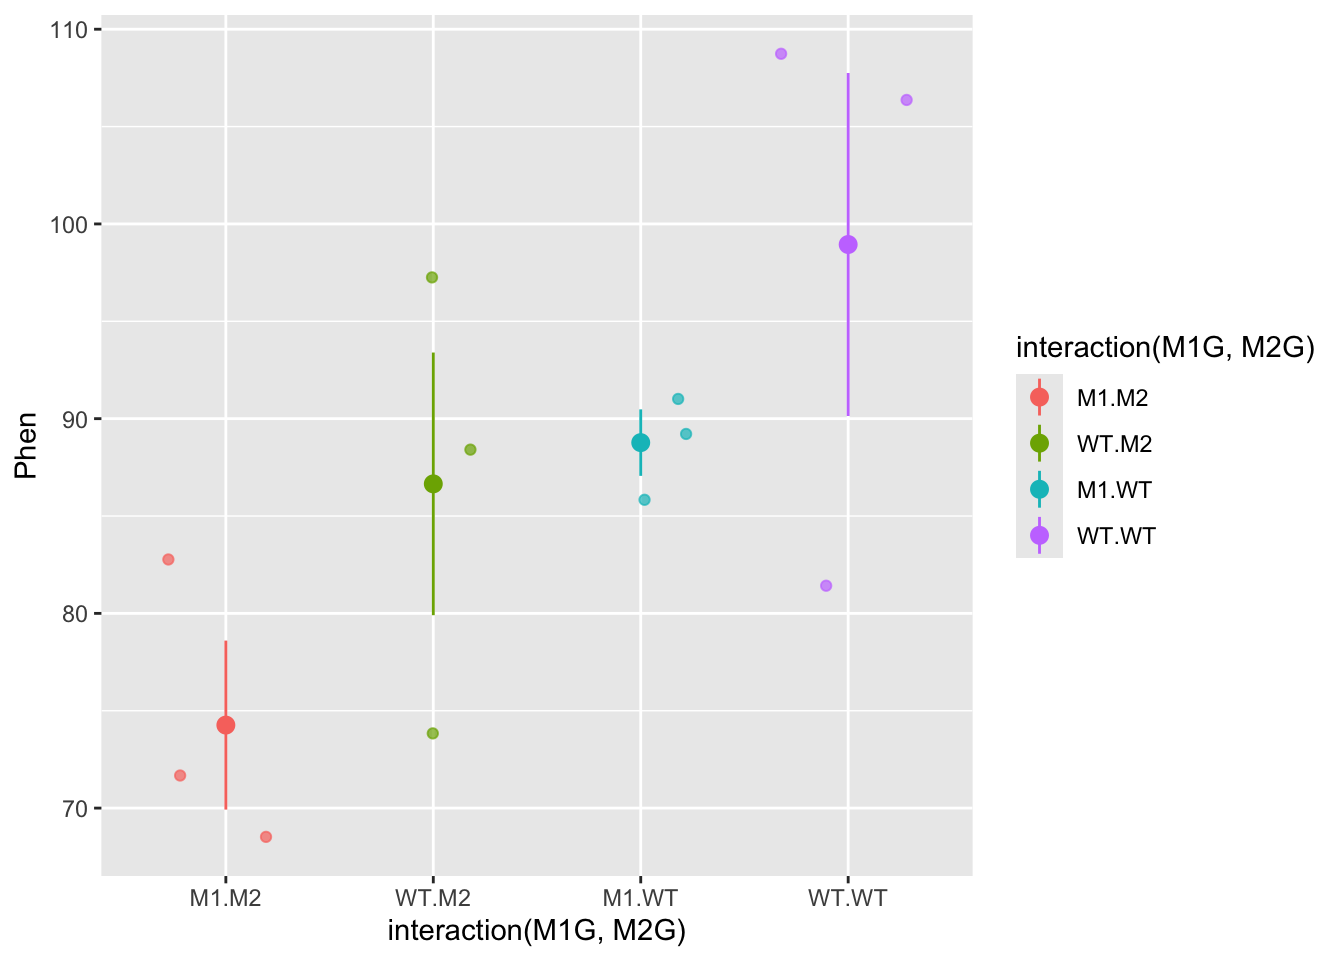 110
100
90
80
70
Phen
M1.M2
WT.M2
M1.WT
WT.WT
interaction(M1G, M2G)
interaction(M1G, M2G)
M1.M2
WT.M2
M1.WT
WT.WT